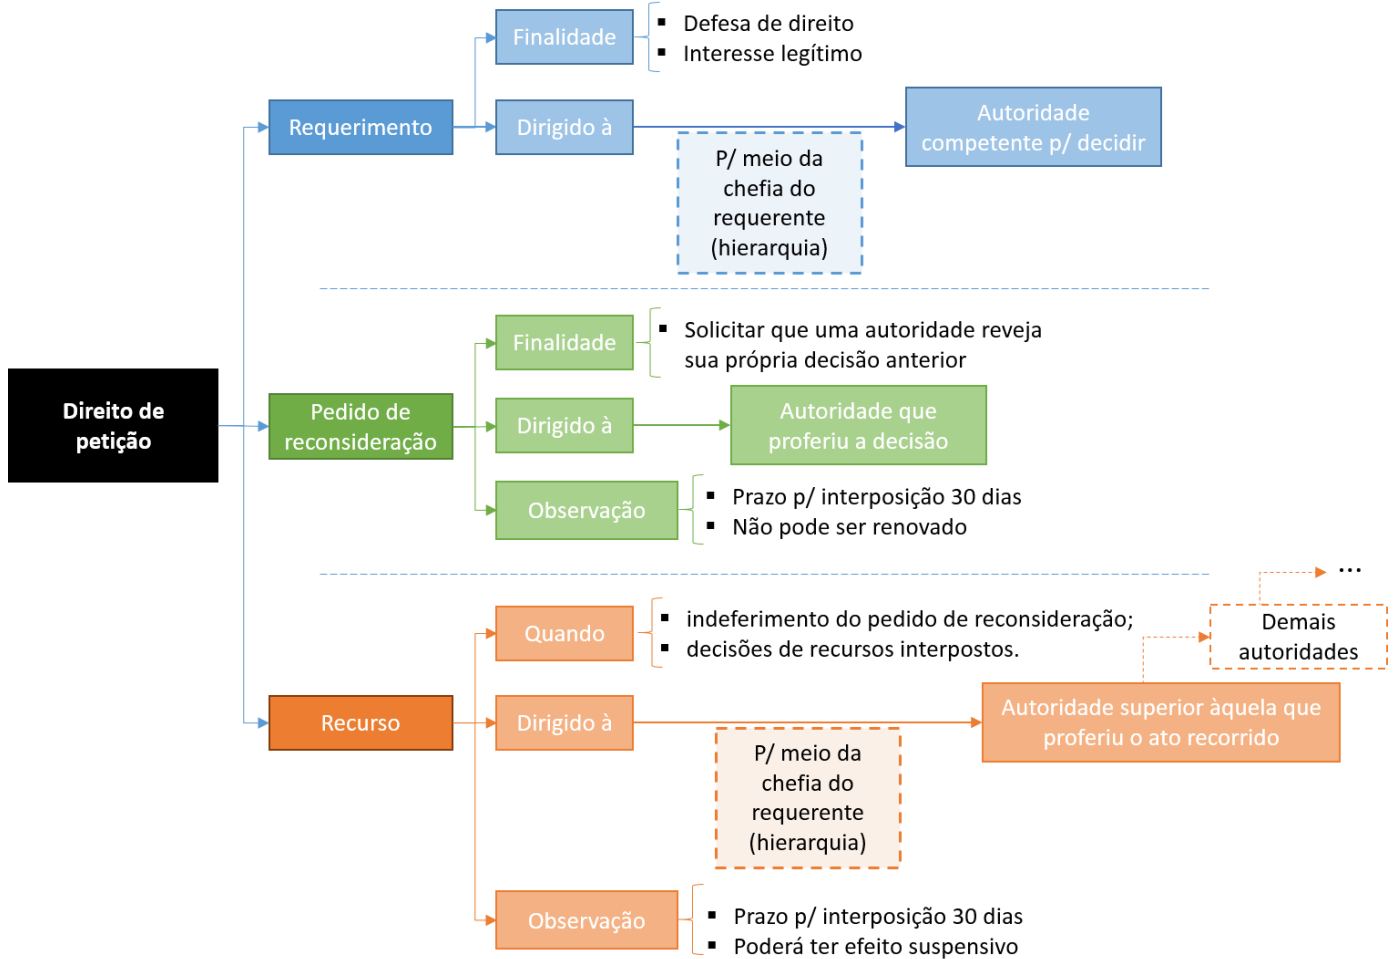 Direito de
petição
Requerimento
Finalidade
▪ Defesa de direito
▪ Interesse legítimo
Dirigido à
P/ meio da
chefia do
requerente
(hierarquia)
Autoridade
competente p/ decidir
Pedido de
reconsideração
Finalidade
▪ Solicitar que uma autoridade reveja
sua própria decisão anterior
Dirigido à
Autoridade que
proferiu a decisão
Observação
▪ Prazo p/ interposição 30 dias
▪ Não pode ser renovado
Recurso
Quando
▪ indeferimento do pedido de reconsideração;
▪ decisões de recursos interpostos.
Dirigido à
P/ meio da
chefia do
requerente
(hierarquia)
Autoridade superior àquela que
proferiu o ato recorrido
Demais
autoridades
...
Observação
▪ Prazo p/ interposição 30 dias
▪ Poderá ter efeito suspensivo